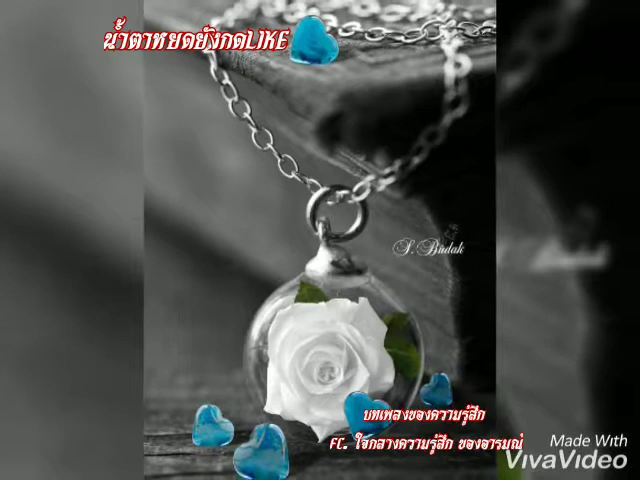 น้ำตาหยดยังกดLIKE
S. Budak
บทเพลงของความรู้สึก
FC. ใจกลางความรู้สึก ของอารมณ์
Made With
VivaVideo